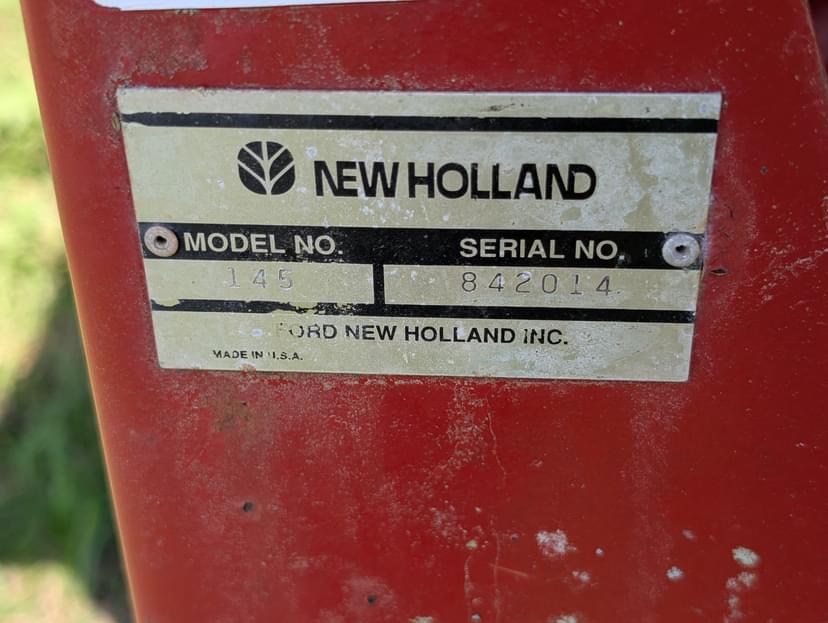 NEW HOLLAND
MODEL NO. SERIAL NO.
145 842014
FORD NEW HOLLAND INC.
MADE IN U.S.A.